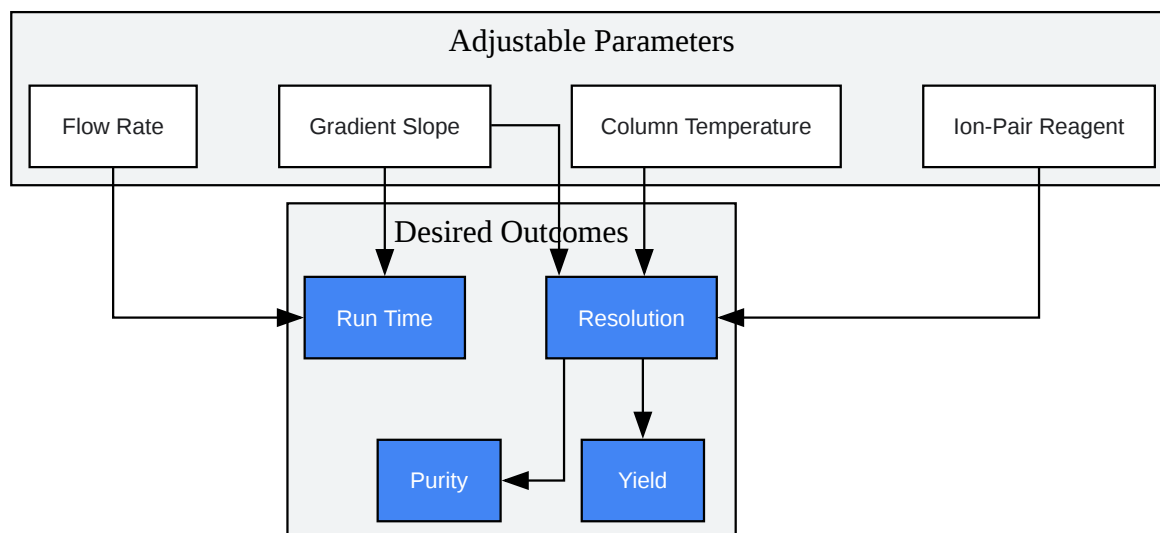 Adjustable Parameters
Flow Rate
Gradient Slope
Column Temperature
Ion-Pair Reagent
Desired Outcomes
Run Time
Resolution
Purity
Yield